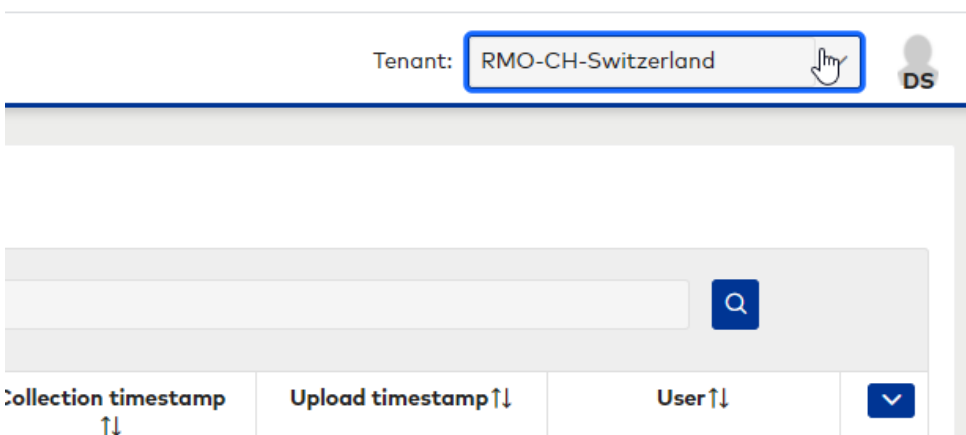 Tenant: RMO-CH-Switzerland
DS
Collection timestamp Upload timestamp↑↓ User↑↓
↑↓